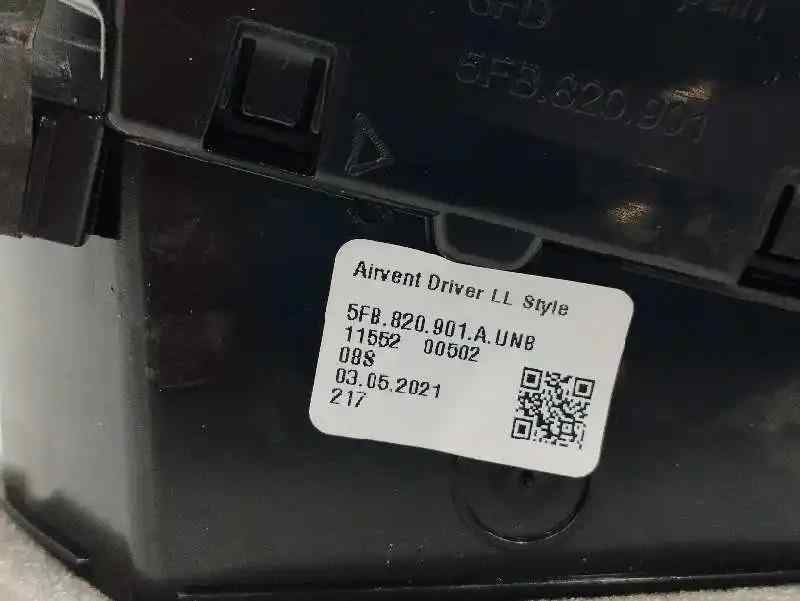 5FB.820.901
Airvent Driver LL Style
5FB.820.901.A.UNB
11552 00502
08S
03.05.2021
217